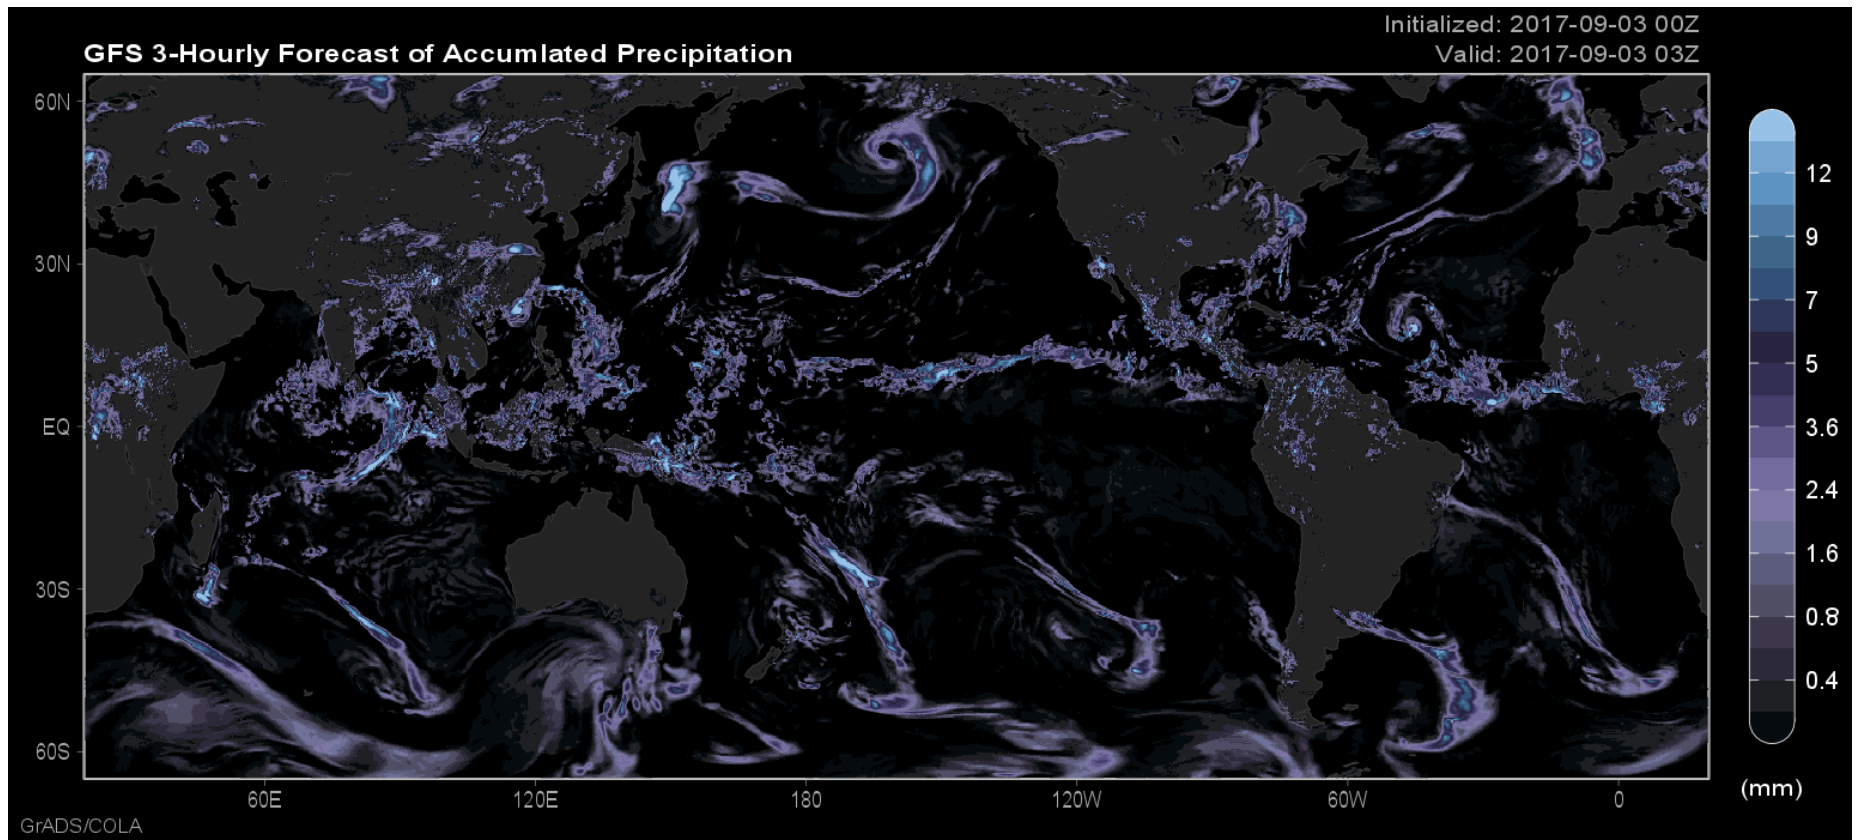 Initialized: 2017-09-03 00Z
GFS 3-Hourly Forecast of Accumlated Precipitation
Valid: 2017-09-03 03Z
60N
30N
EQ
30S
60S
60E
120E
180
120W
60W
0
12
9
7
5
3.6
2.4
1.6
0.8
0.4
(mm)
GrADS/COLA